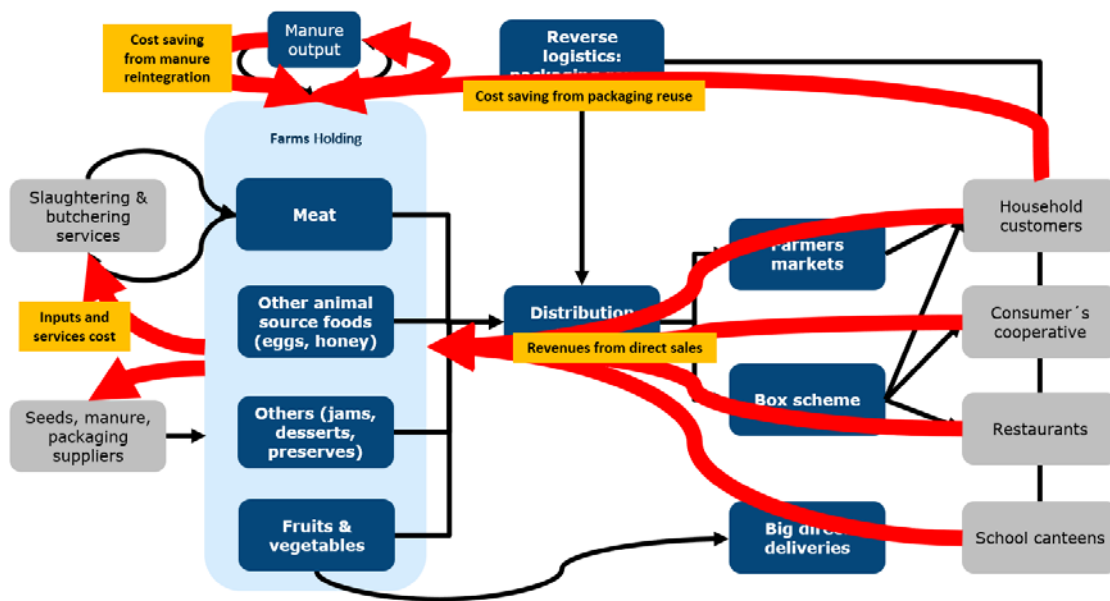 Cost saving
from manure
reintegration
Manure
output
Reverse
logistics:
Cost saving from packaging reuse
Farms Holding
Slaughtering &
butchering
services
Meat
Household
customers
Farmers
markets
Inputs and
services cost
Other animal
source foods
(eggs, honey)
Distribution
Revenues from direct sales
Consumer´s
cooperative
Seeds, manure,
packaging
suppliers
Others (jams,
desserts,
preserves)
Box scheme
Restaurants
Fruits &
vegetables
Big direct
deliveries
School canteens